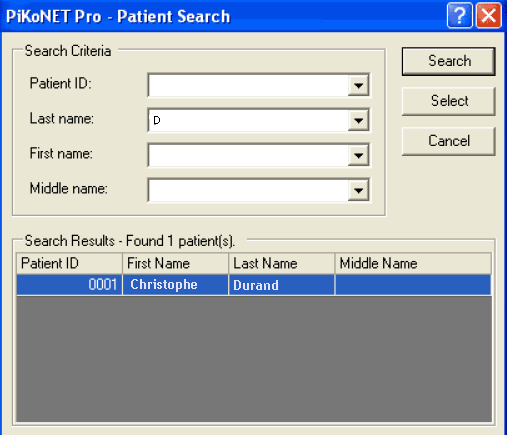 PiKoNET Pro - Patient Search
Search Criteria
Patient ID:
Search
Last name: D
Select
First name:
Cancel
Middle name:
Search Results - Found 1 patient(s).
Patient ID First Name Last Name Middle Name
0001 Christophe Durand